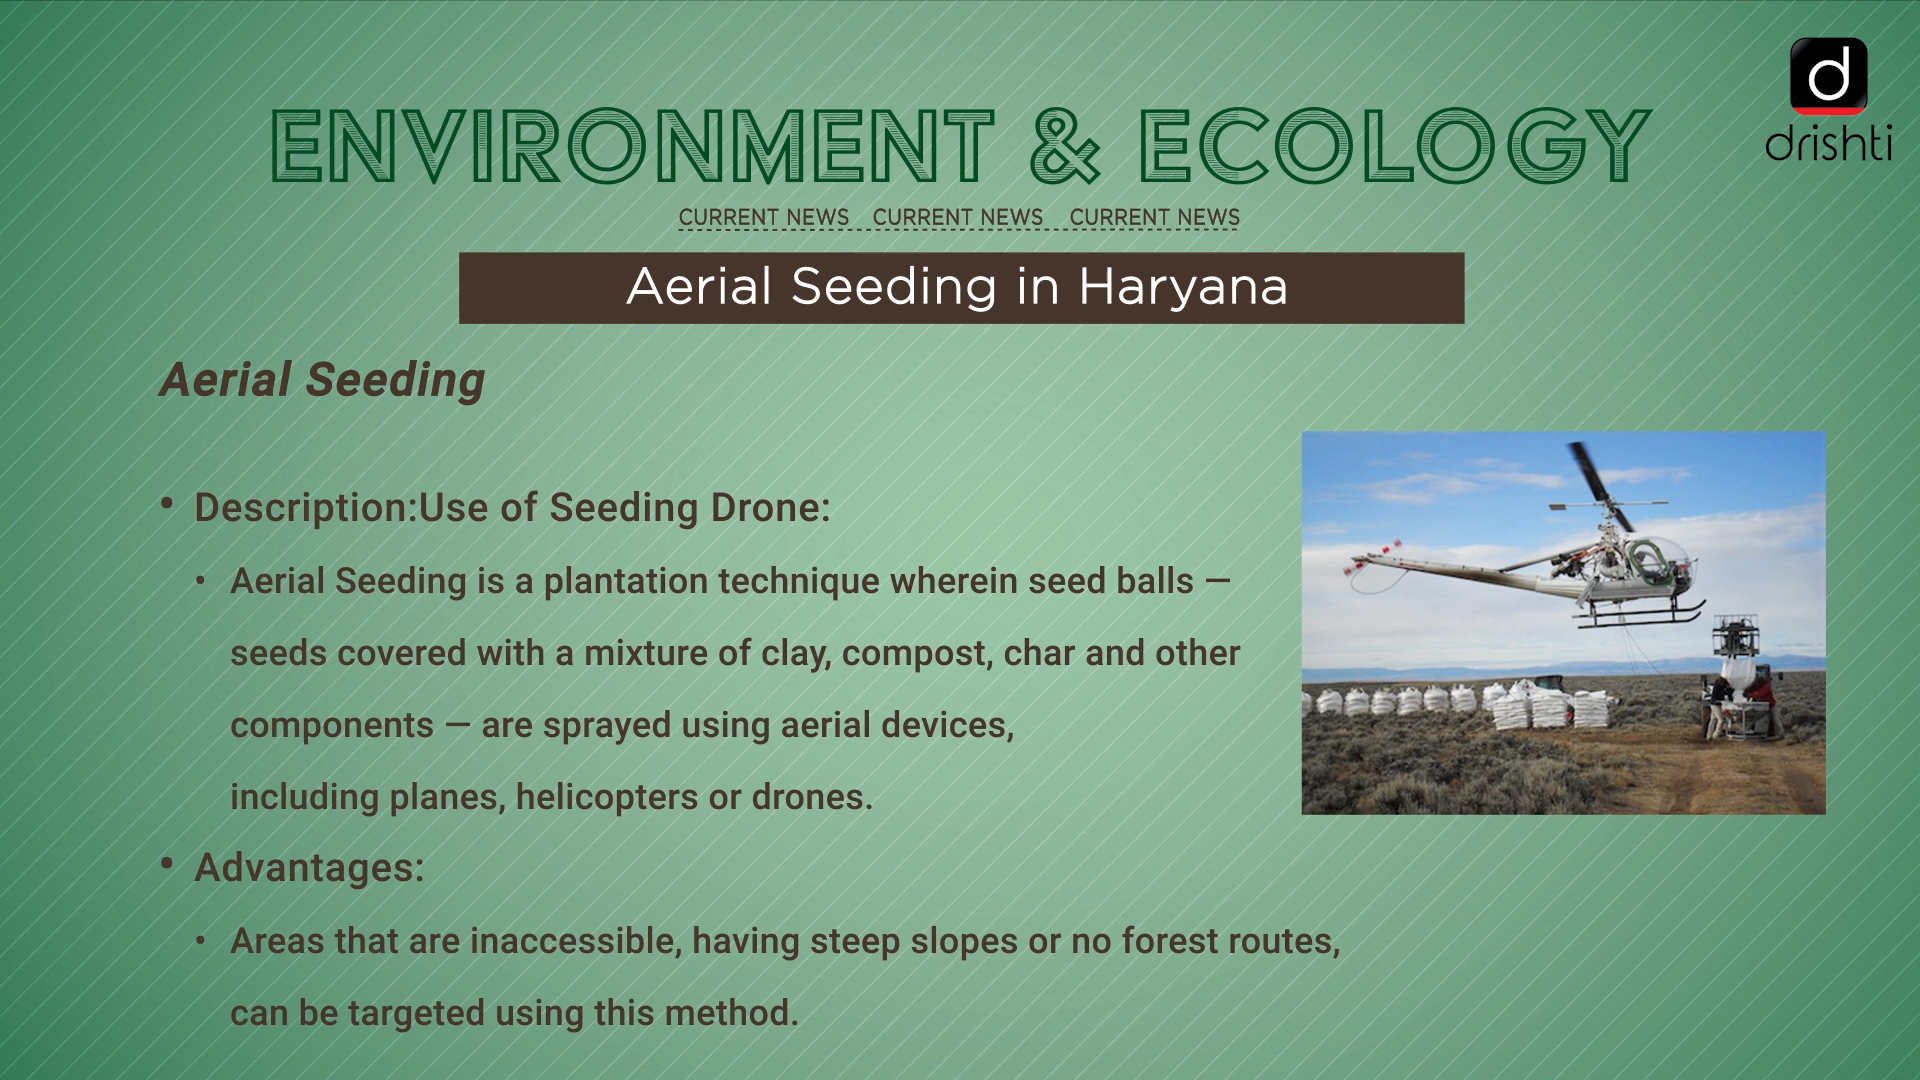 d
drishti
ENVIRONMENT & ECOLOGY
CURRENT NEWS CURRENT NEWS CURRENT NEWS
Aerial Seeding in Haryana
Aerial Seeding
• Description:Use of Seeding Drone:
• Aerial Seeding is a plantation technique wherein seed balls —
seeds covered with a mixture of clay, compost, char and other
components — are sprayed using aerial devices,
including planes, helicopters or drones.
• Advantages:
• Areas that are inaccessible, having steep slopes or no forest routes,
can be targeted using this method.